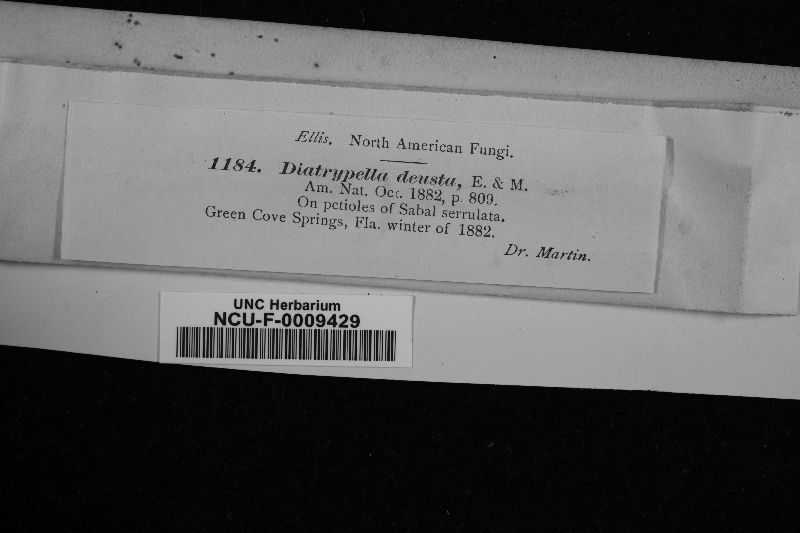 Ellis. North American Fungi.
1184. Diatrypella deusta, E. & M.
Am. Nat. Oct. 1882, p. 809.
On petioles of Sabal serrulata.
Green Cove Springs, Fla. winter of 1882.
Dr. Martin.
UNC Herbarium
NCU-F-0009429